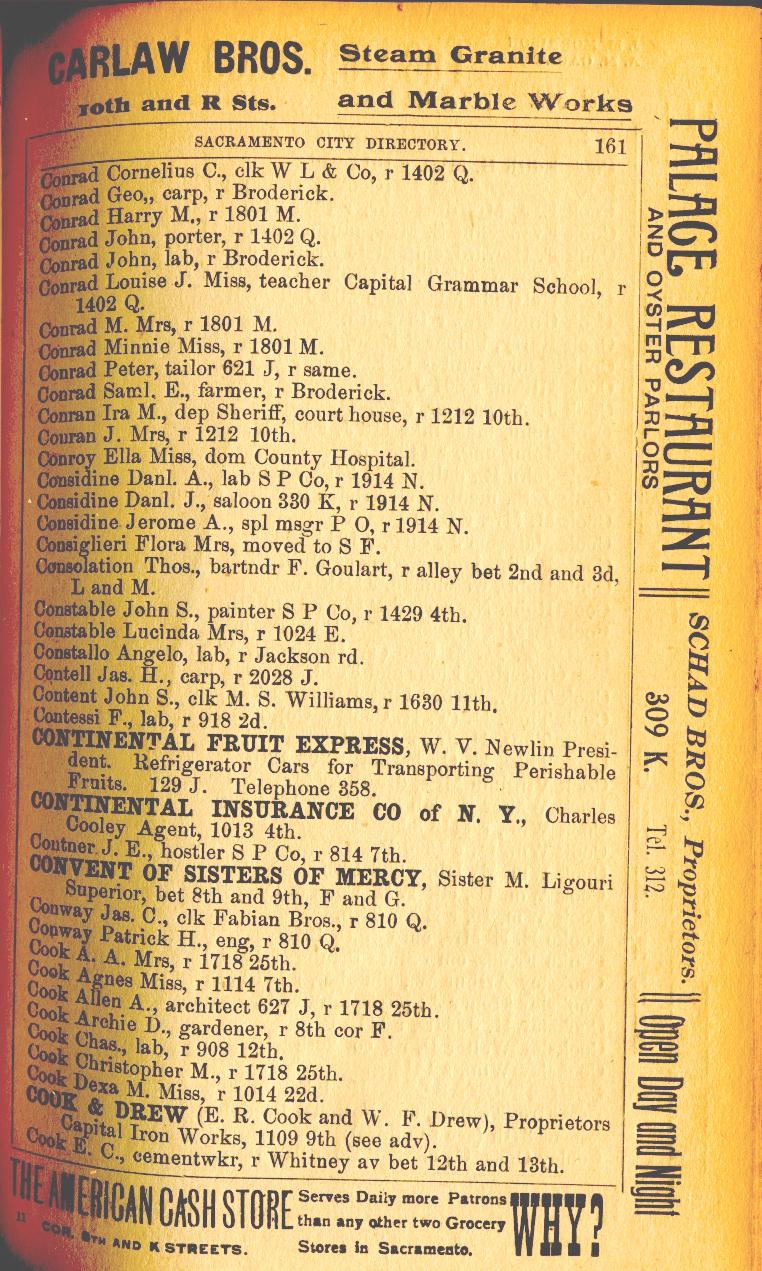 CARLAW BROS. Steam Granite
10th and R Sts. and Marble Works
SACRAMENTO CITY DIRECTORY. 161
Conrad Cornelius C., clk W L & Co, r 1402 Q.
Conrad Geo,, carp, r Broderick.
Conrad Harry M., r 1801 M.
Conrad John, porter, r 1402 Q.
Conrad John, lab, r Broderick.
Conrad Louise J. Miss, teacher Capital Grammar School, r
1402 Q.
Conrad M. Mrs, r 1801 M.
Conrad Minnie Miss, r 1801 M.
Conrad Peter, tailor 621 J, r same.
Conrad Saml. E., farmer, r Broderick.
Conran Ira M., dep Sheriff, court house, r 1212 10th.
Conran J. Mrs, r 1212 10th.
Conroy Ella Miss, dom County Hospital.
Considine Danl. A., lab S P Co, r 1914 N.
Considine Danl. J., saloon 330 K, r 1914 N.
Considine Jerome A., spl msgr P O, r 1914 N.
Consiglieri Flora Mrs, moved to S F.
Consolation Thos., bartndr F. Goulart, r alley bet 2nd and 3d,
L and M.
Constable John S., painter S P Co, r 1429 4th.
Constable Lucinda Mrs, r 1024 E.
Constallo Angelo, lab, r Jackson rd.
Contell Jas. H., carp, r 2028 J.
Content John S., clk M. S. Williams, r 1630 11th.
Contessi F., lab, r 918 2d.
CONTINENTAL FRUIT EXPRESS, W. V. Newlin Presi-
dent. Refrigerator Cars for Transporting Perishable
Fruits. 129 J. Telephone 358.
CONTINENTAL INSURANCE CO of N. Y., Charles
Cooley Agent, 1013 4th.
Contner J. E., hostler S P Co, r 814 7th.
CONVENT OF SISTERS OF MERCY, Sister M. Ligouri
Superior, bet 8th and 9th, F and G.
Conway Jas. C., clk Fabian Bros., r 810 Q.
Conway Patrick H., eng, r 810 Q.
Cook A. A. Mrs, r 1718 25th.
Cook Agnes Miss, r 1114 7th.
Cook Allen A., architect 627 J, r 1718 25th.
Cook Archie D., gardener, r 8th cor F.
Cook Chas., lab, r 908 12th.
Cook Christopher M., r 1718 25th.
Cook Dexa M. Miss, r 1014 22d.
COOK & DREW (E. R. Cook and W. F. Drew), Proprietors
Capital Iron Works, 1109 9th (see adv).
Cook E. C., cementwkr, r Whitney av bet 12th and 13th.
PALACE RESTAURANT
AND OYSTER PARLORS
SCHAD BROS., Proprietors.
309 K. Tel. 312.
Open Day and Night
THE AMERICAN CASH STORE
11 COR. 8TH AND K STREETS.
Serves Daily more Patrons
than any other two Grocery
Stores in Sacramento.
WHY?